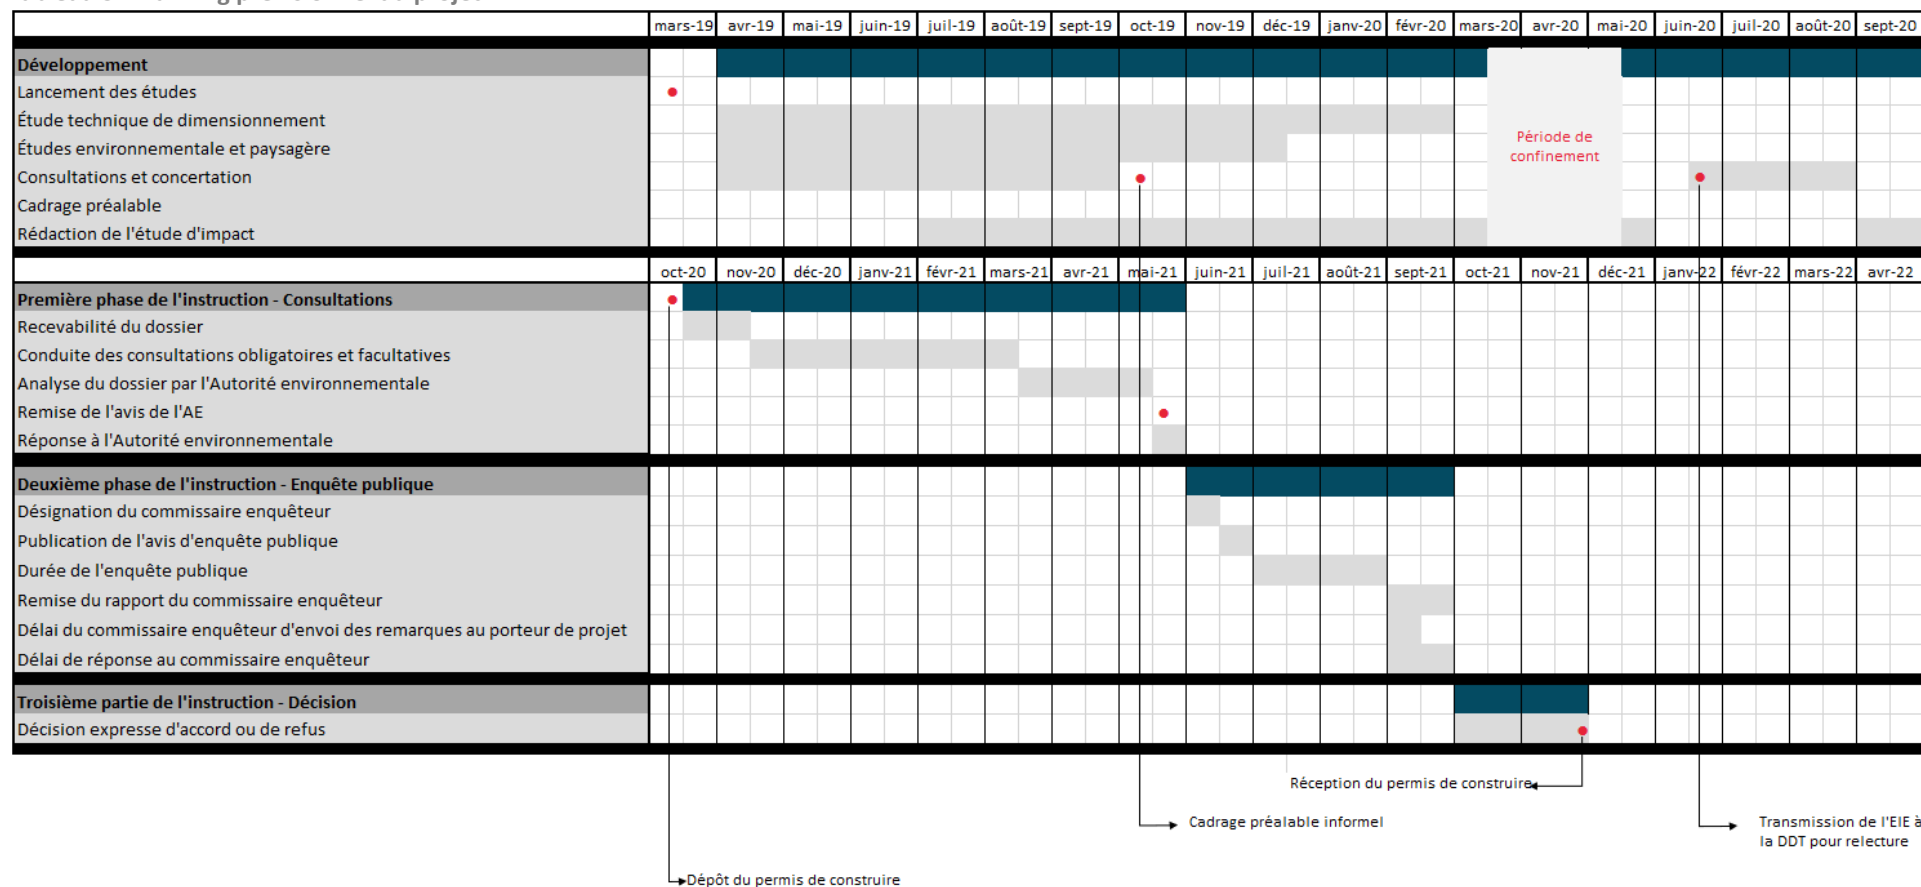 mars-19 avr-19 mai-19 juin-19 juil-19 août-19 sept-19 oct-19 nov-19 déc-19 janv-20 févr-20 mars-20 avr-20 mai-20 juin-20 juil-20 août-20 sept-20
Développement
Lancement des études
Étude technique de dimensionnement
Études environnementale et paysagère
Période de
confinement
Consultations et concertation
Cadrage préalable
Rédaction de l'étude d'impact
oct-20 nov-20 déc-20 janv-21 févr-21 mars-21 avr-21 mai-21 juin-21 juil-21 août-21 sept-21 oct-21 nov-21 déc-21 janv-22 févr-22 mars-22 avr-22
Première phase de l'instruction - Consultations
Recevabilité du dossier
Conduite des consultations obligatoires et facultatives
Analyse du dossier par l'Autorité environnementale
Remise de l'avis de l'AE
Réponse à l'Autorité environnementale
Deuxième phase de l'instruction - Enquête publique
Désignation du commissaire enquêteur
Publication de l'avis d'enquête publique
Durée de l'enquête publique
Remise du rapport du commissaire enquêteur
Délai du commissaire enquêteur d'envoi des remarques au porteur de projet
Délai de réponse au commissaire enquêteur
Troisième partie de l'instruction - Décision
Décision expresse d'accord ou de refus
Réception du permis de construire
Cadrage préalable informel
Transmission de l'EIE à
la DDT pour relecture
Dépôt du permis de construire